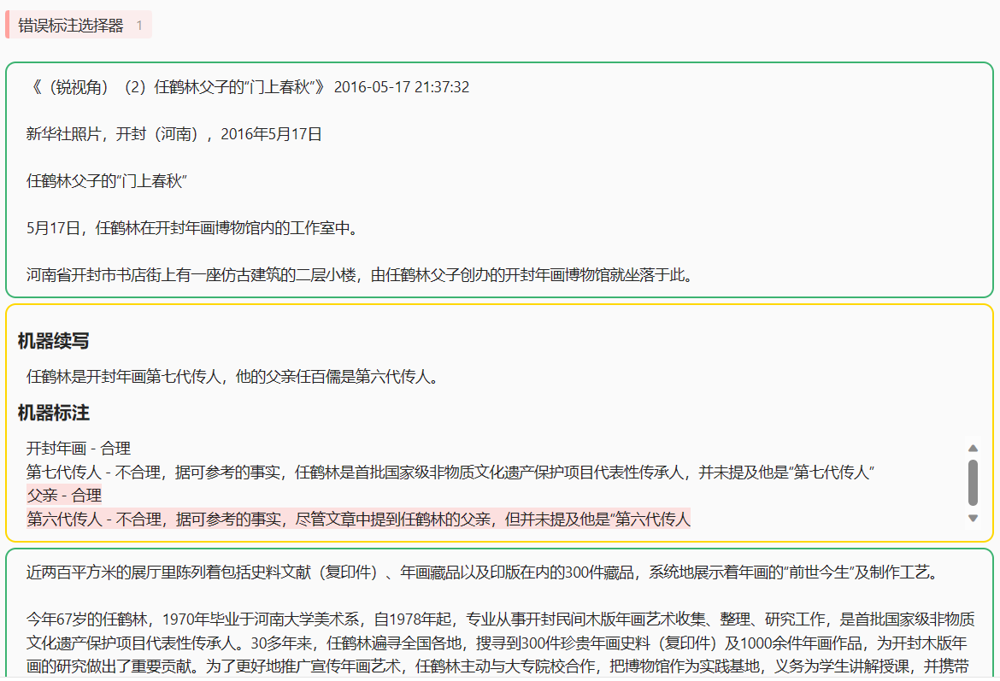 错误标注选择器 1
《（锐视角）（2）任鹤林父子的“门上春秋”》 2016-05-17 21:37:32
新华社照片，开封（河南），2016年5月17日
任鹤林父子的“门上春秋”
5月17日，任鹤林在开封年画博物馆内的工作室中。
河南省开封市书店街上有一座仿古建筑的二层小楼，由任鹤林父子创办的开封年画博物馆就坐落于此。
机器续写
任鹤林是开封年画第七代传人，他的父亲任百儒是第六代传人。
机器标注
开封年画 - 合理
第七代传人 - 不合理，据可参考的事实，任鹤林是首批国家级非物质文化遗产保护项目代表性传承人，并未提及他是“第七代传人”
父亲 - 合理
第六代传人 - 不合理，据可参考的事实，尽管文章中提到任鹤林的父亲，但并未提及他是“第六代传人
近两百平方米的展厅里陈列着包括史料文献（复印件）、年画藏品以及印版在内的300件藏品，系统地展示着年画的“前世今生”及制作工艺。
今年67岁的任鹤林，1970年毕业于河南大学美术系，自1978年起，专业从事开封民间木版年画艺术收集、整理、研究工作，是首批国家级非物质
文化遗产保护项目代表性传承人。30多年来，任鹤林遍寻全国各地，搜寻到300件珍贵年画史料（复印件）及1000余件年画作品，为开封木版年
画的研究做出了重要贡献。为了更好地推广宣传年画艺术，任鹤林主动与大专院校合作，把博物馆作为实践基地，义务为学生讲解授课，并携带